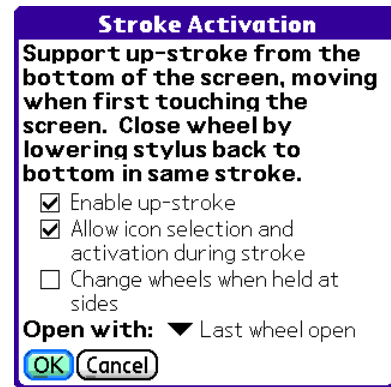 Stroke Activation
Support up-stroke from the
bottom of the screen, moving
when first touching the
screen. Close wheel by
lowering stylus back to
bottom in same stroke.
Enable up-stroke
Allow icon selection and
activation during stroke
Change wheels when held at
sides
Open with: Last wheel open
OK Cancel